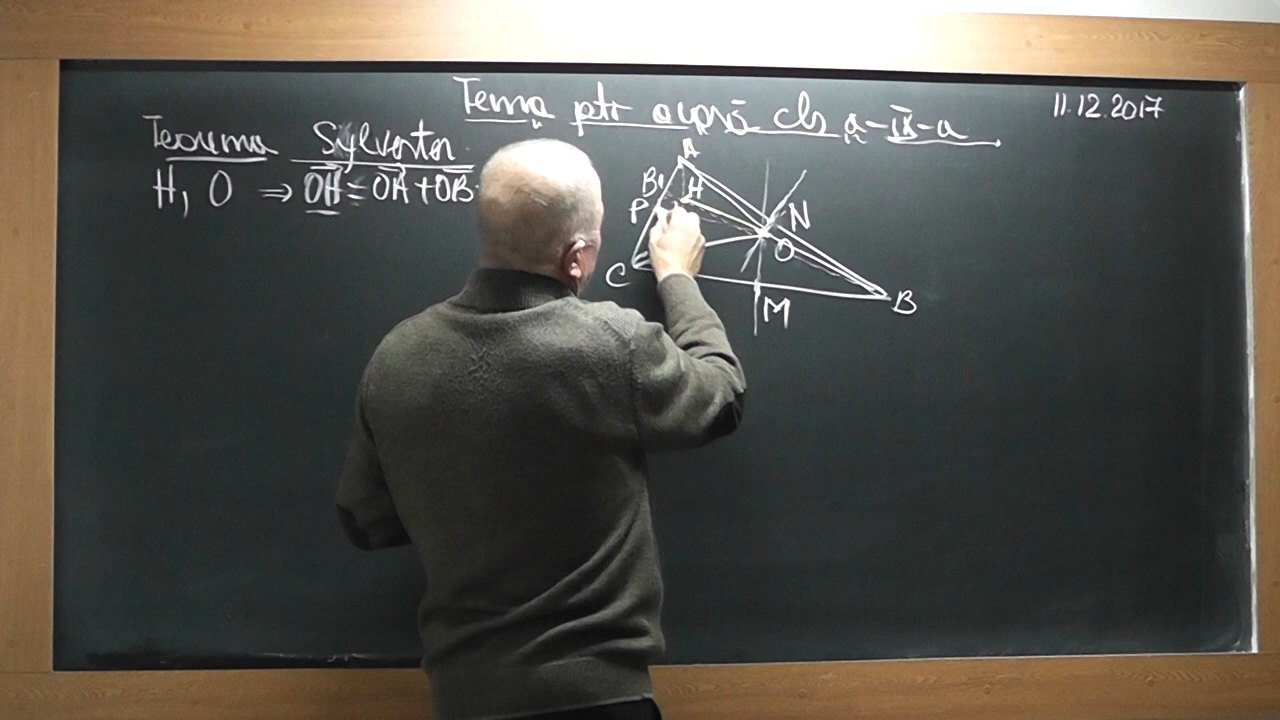 Tema ptr acasă cls a-IX-a
11.12.2017
Teorema Sylvester
H, O ⇒ OH = OA + OB
A
B₁
H
P
N
O
C
M
B